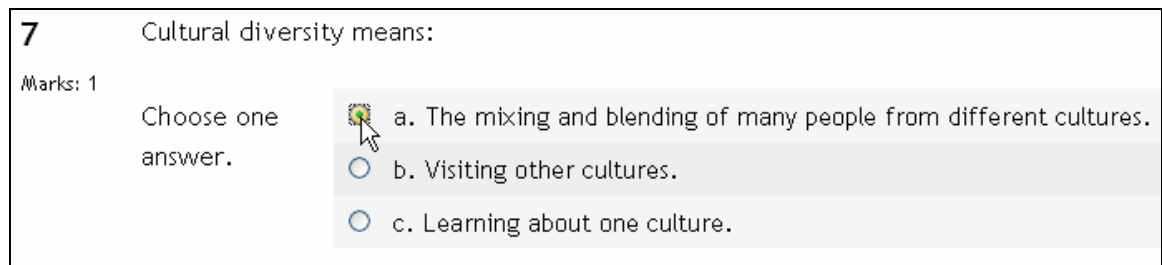 7 Cultural diversity means:
Marks: 1
Choose one answer.
a. The mixing and blending of many people from different cultures.
b. Visiting other cultures.
c. Learning about one culture.